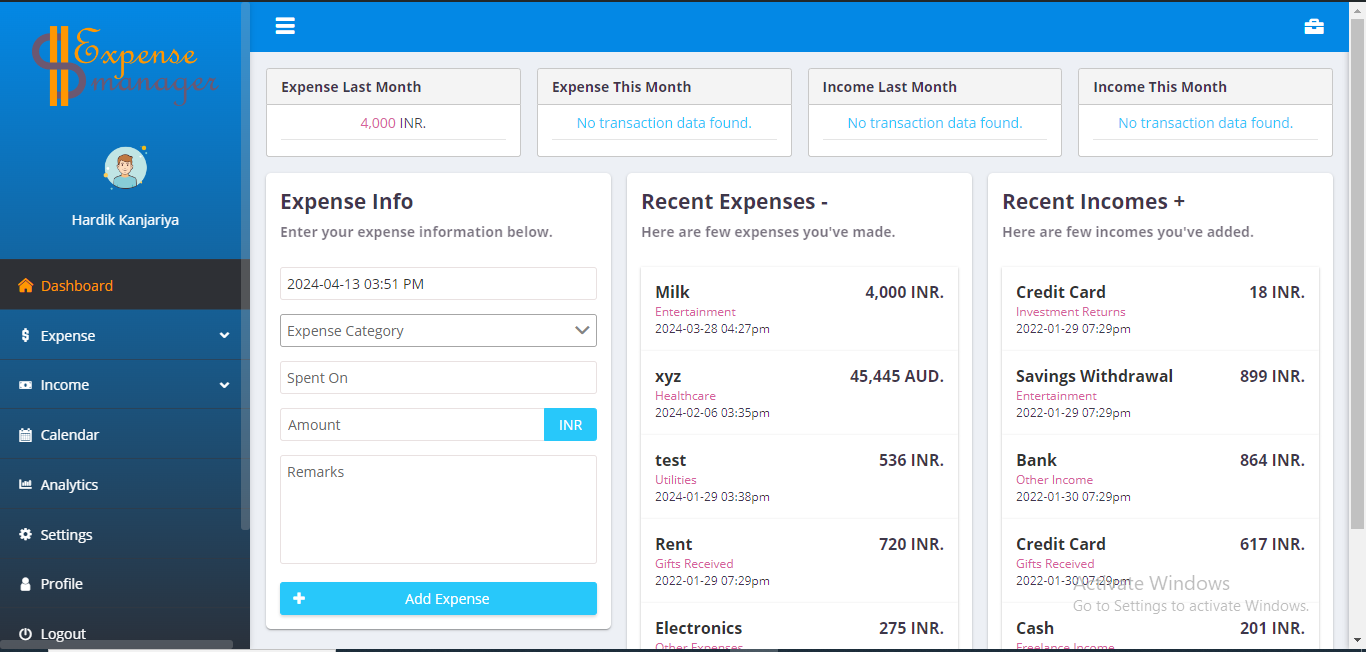 Expense
manager
Hardik Kanjariya
Dashboard
Expense
Income
Calendar
Analytics
Settings
Profile
Logout
Expense Last Month
4,000 INR.
Expense This Month
No transaction data found.
Income Last Month
No transaction data found.
Income This Month
No transaction data found.
Expense Info
Enter your expense information below.
2024-04-13 03:51 PM
Expense Category
Spent On
Amount INR
Remarks
Add Expense
Recent Expenses -
Here are few expenses you've made.
Milk 4,000 INR.
Entertainment
2024-03-28 04:27pm
xyz 45,445 AUD.
Healthcare
2024-02-06 03:35pm
test 536 INR.
Utilities
2024-01-29 03:38pm
Rent 720 INR.
Gifts Received
2022-01-29 07:29pm
Electronics 275 INR.
Other Expenses
Recent Incomes +
Here are few incomes you've added.
Credit Card 18 INR.
Investment Returns
2022-01-29 07:29pm
Savings Withdrawal 899 INR.
Entertainment
2022-01-29 07:29pm
Bank 864 INR.
Other Income
2022-01-30 07:29pm
Credit Card 617 INR.
Gifts Received
2022-01-30 07:29pm
Cash 201 INR.
Freelance Income
Activate Windows
Go to Settings to activate Windows.